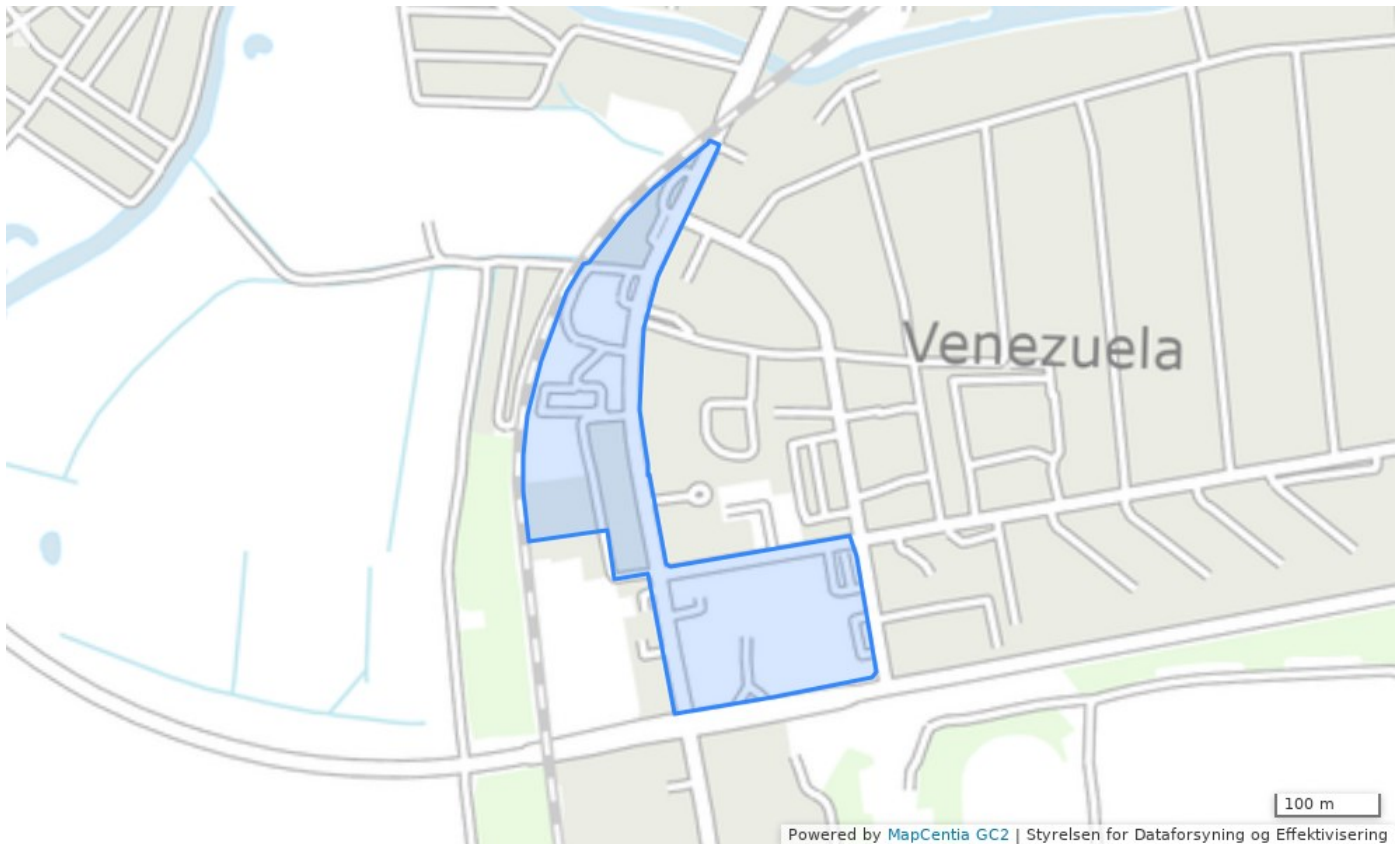 Venezuela
100 m
Powered by MapCentia GC2 | Styrelsen for Dataforsyning og Effektivisering